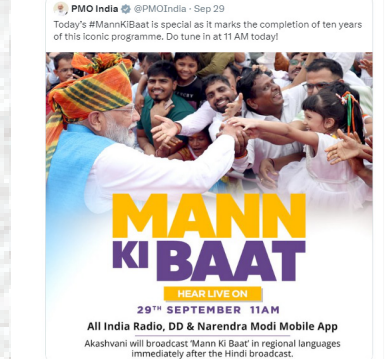 PMO India @PMOIndia · Sep 29
Today's #MannKiBaat is special as it marks the completion of ten years
of this iconic programme. Do tune in at 11 AM today!
MANN
KI BAAT
HEAR LIVE ON
29TH SEPTEMBER 11AM
All India Radio, DD & Narendra Modi Mobile App
Akashvani will broadcast 'Mann Ki Baat' in regional languages
immediately after the Hindi broadcast.